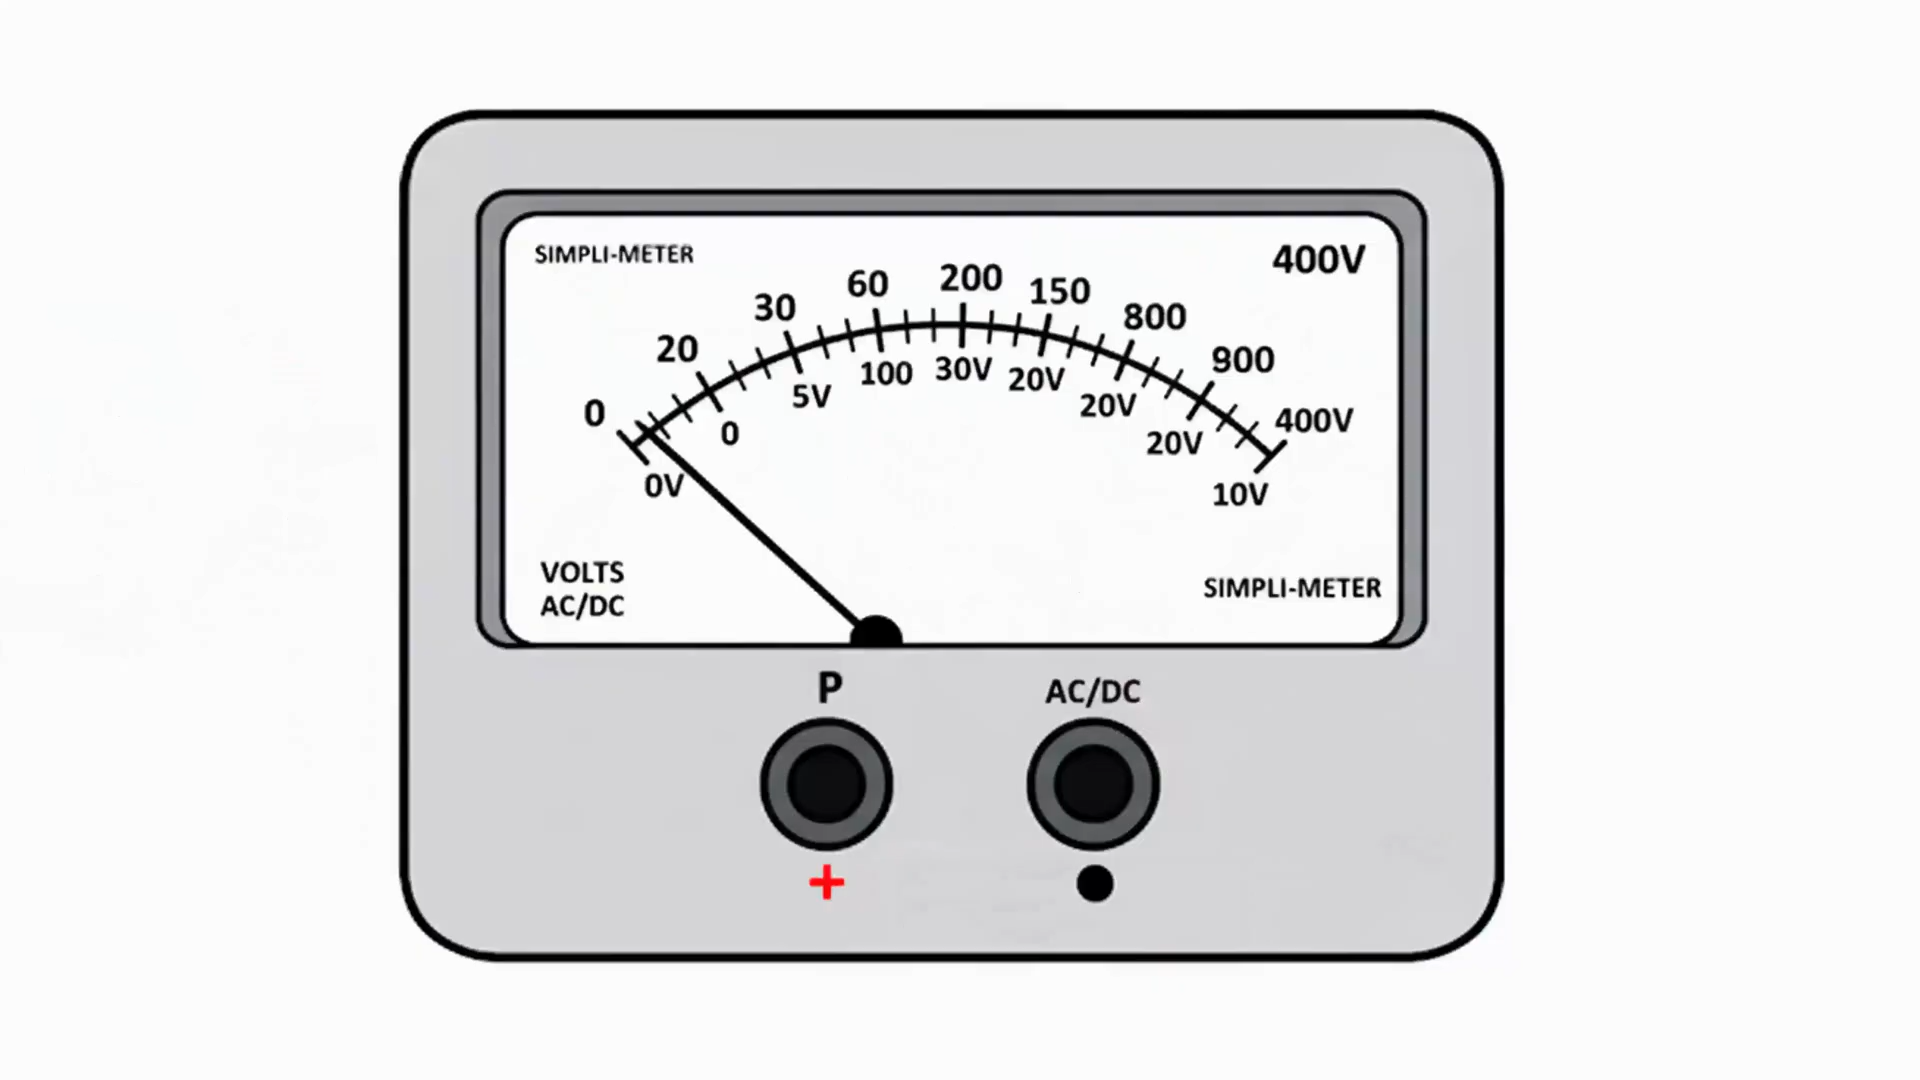 SIMPLI-METER
400V
0 20 30 60 200 150 800 900 400V
0V 0 5V 100 30V 20V 20V 20V 10V
VOLTS
AC/DC
SIMPLI-METER
P
AC/DC
+